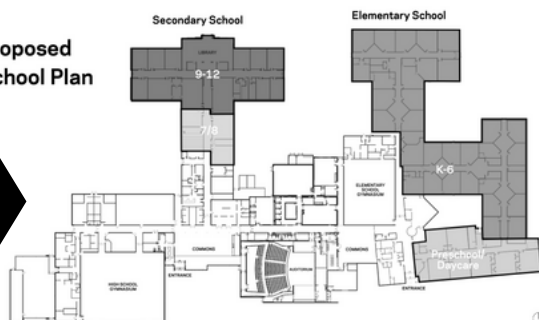 oposed
chool Plan
Secondary School
Elementary School
LIBRARY
9-12
7/8
K-6
ELEMENTARY
SCHOOL
GYMNASIUM
COMMONS
AUDITORIUM
COMMONS
Preschool/
Daycare
ENTRANCE
ENTRANCE
HIGH SCHOOL
GYMNASIUM